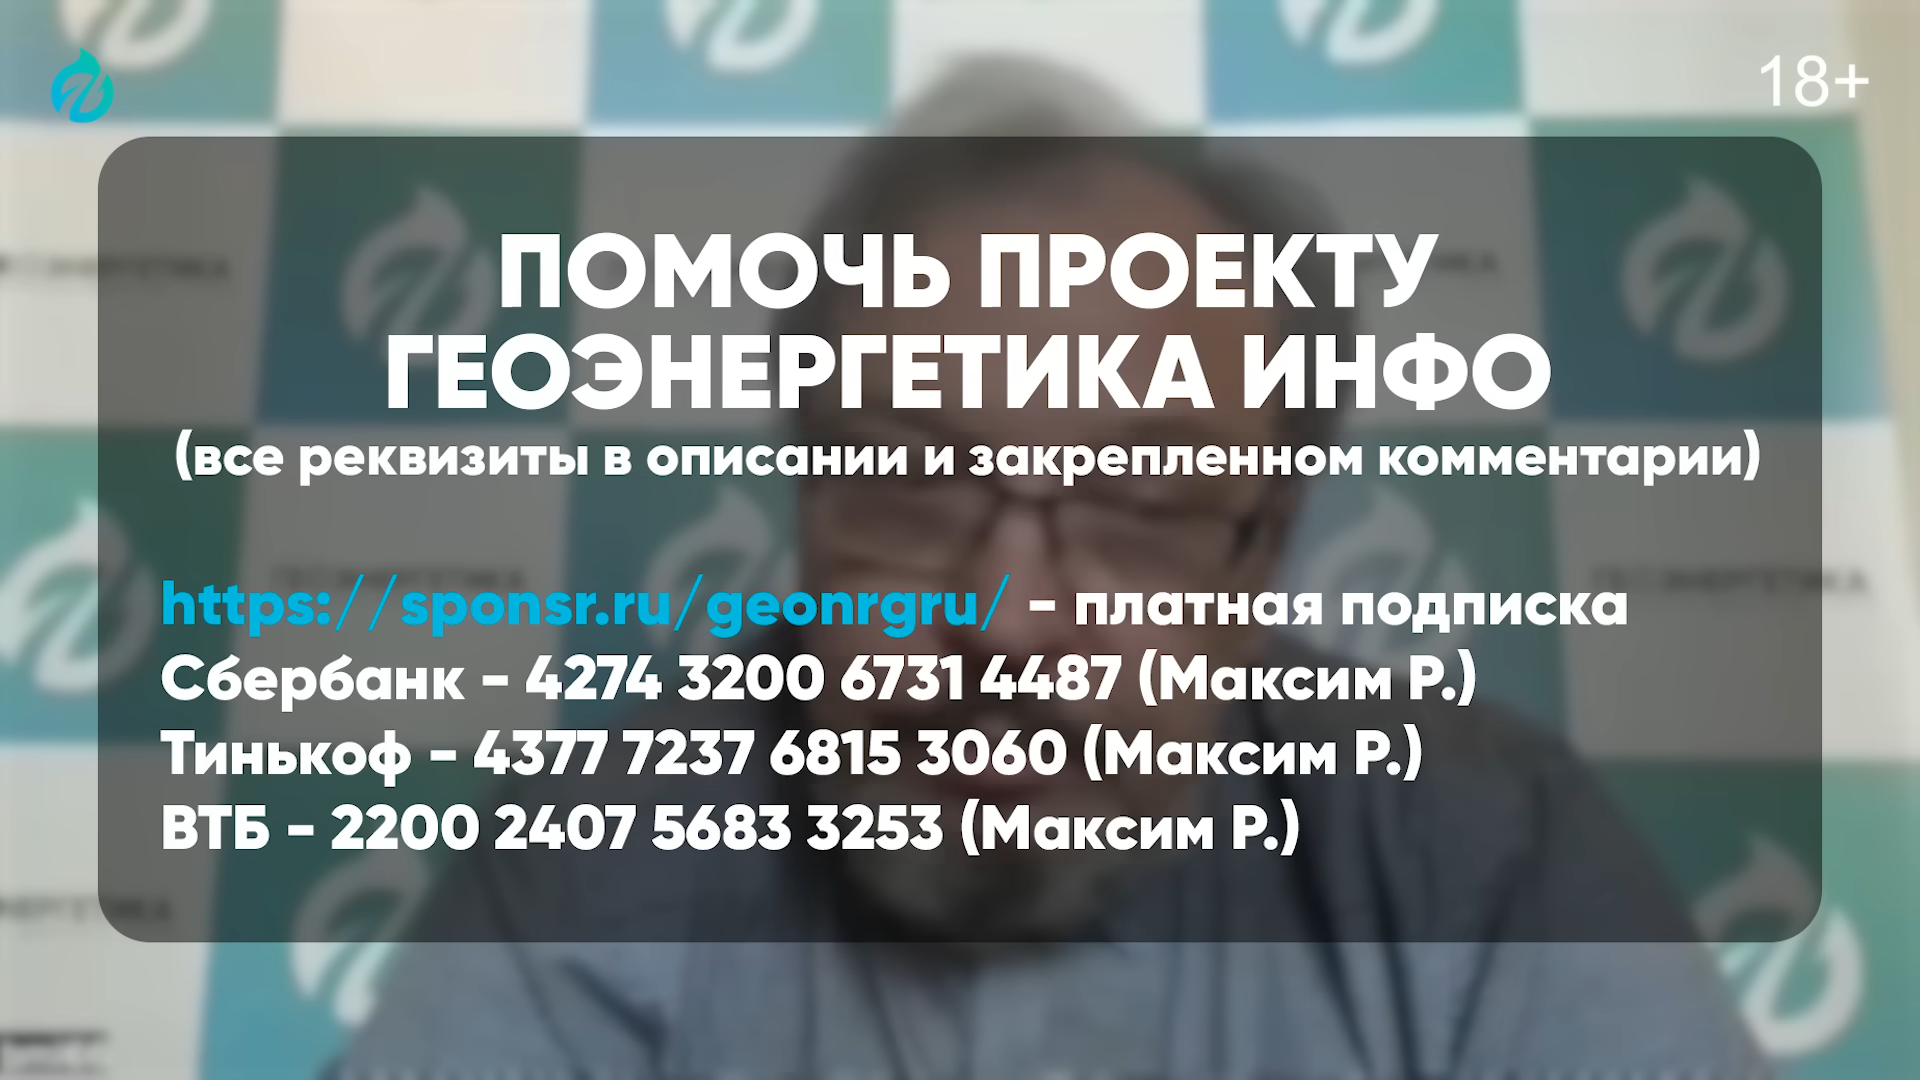 18+
ПОМОЧЬ ПРОЕКТУ
ГЕОЭНЕРГЕТИКА ИНФО
(все реквизиты в описании и закрепленном комментарии)
https://sponsr.ru/geonrgru/ - платная подписка
Сбербанк - 4274 3200 6731 4487 (Максим Р.)
Тинькоф - 4377 7237 6815 3060 (Максим Р.)
ВТБ - 2200 2407 5683 3253 (Максим Р.)